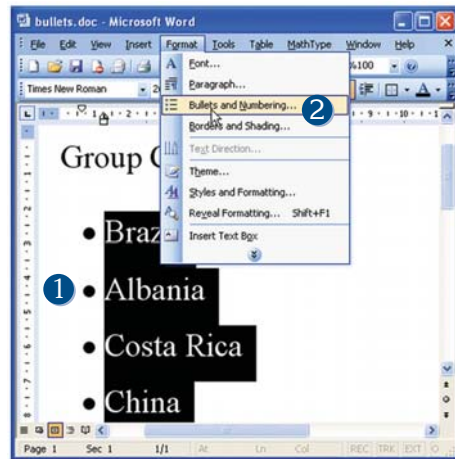 bullets.doc - Microsoft Word
File Edit View Insert Format Tools Table MathType Window Help
%100
Times New Roman
Font...
Paragraph...
Bullets and Numbering...
2
Borders and Shading...
Text Direction...
Theme...
Styles and Formatting...
Reveal Formatting... Shift+F1
Insert Text Box
Group
• Braz
1
• Albania
• Costa Rica
• China
Page 1 Sec 1 1/1 At Ln Col REC TRK EXT